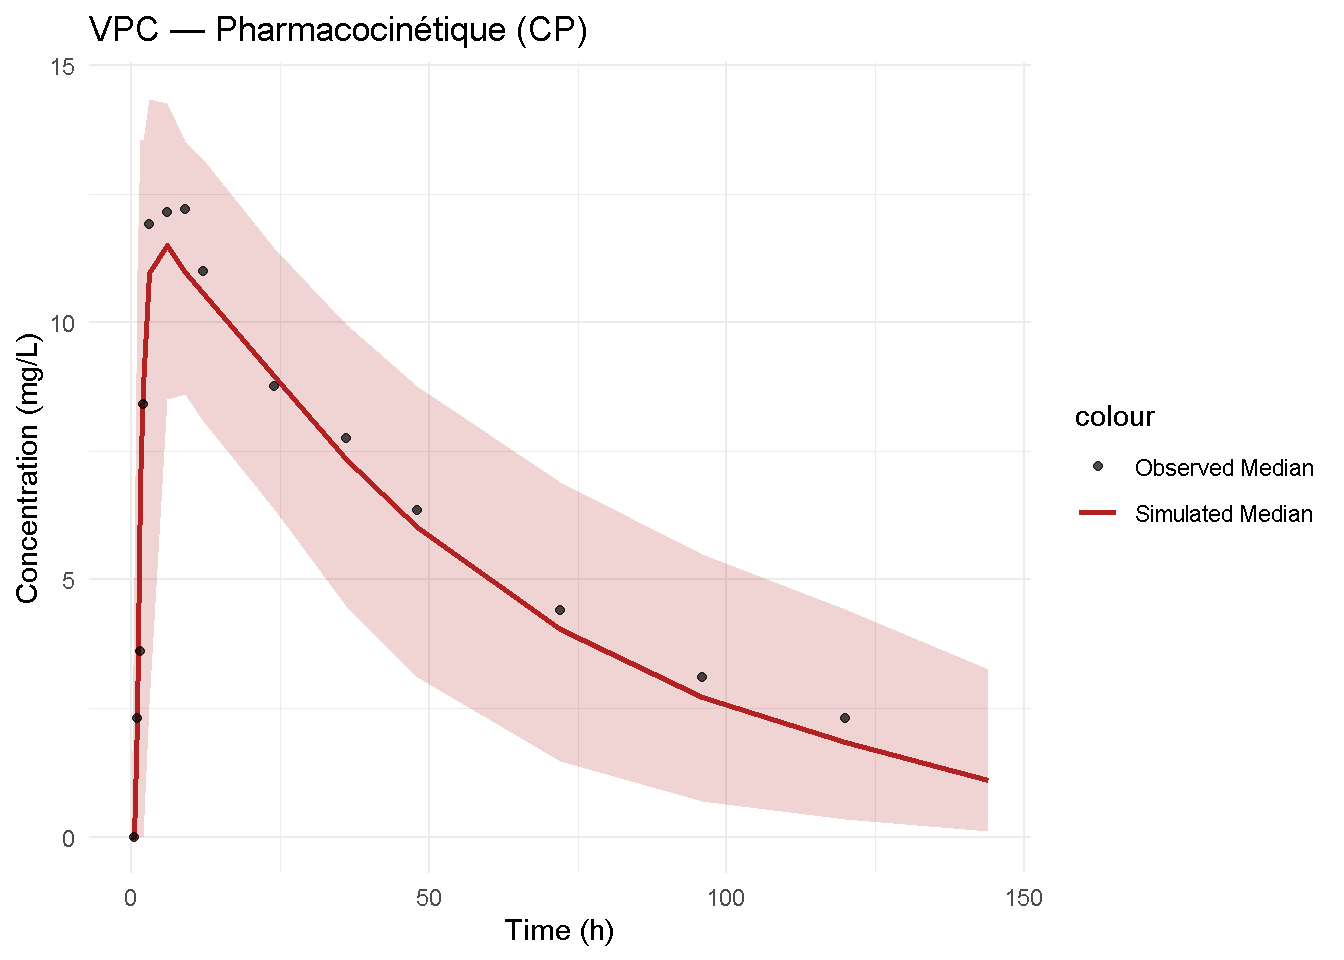 VPC — Pharmacocinétique (CP)
15
10
5
0
Concentration (mg/L)
0
50
100
150
Time (h)
colour
Observed Median
Simulated Median